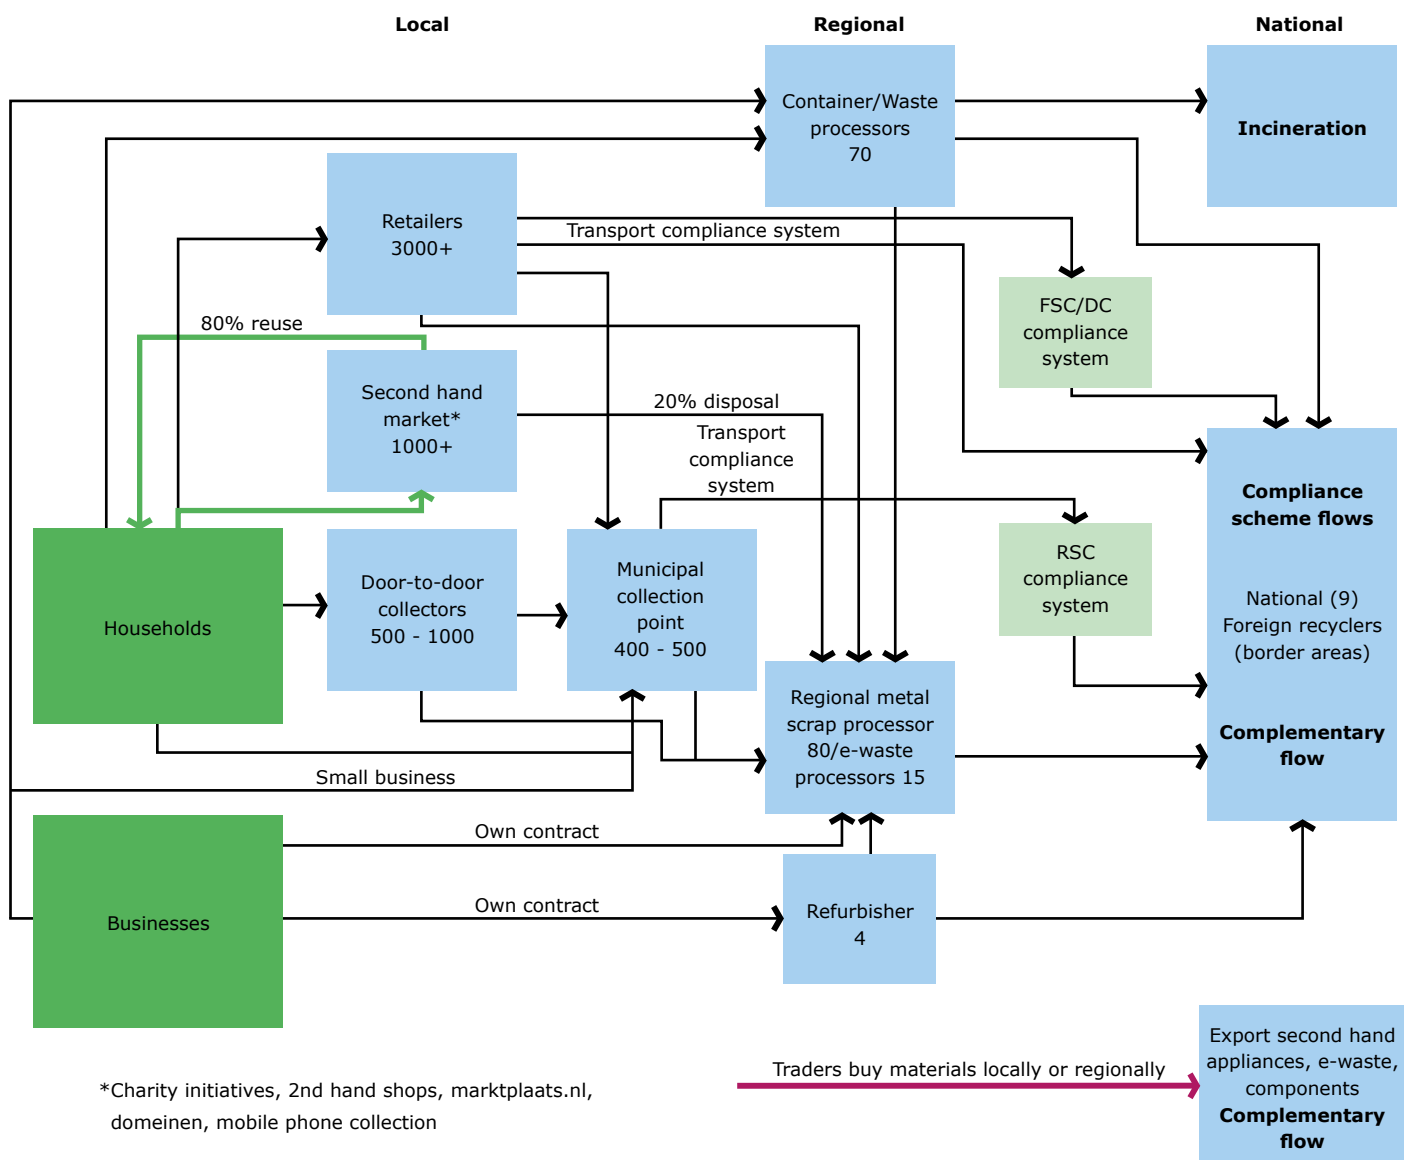 Local
Regional
National
Container/Waste
processors
70
Incineration
Retailers
3000+
Transport compliance system
FSC/DC
compliance
system
80% reuse
Second hand
market*
1000+
20% disposal
Transport
compliance
system
Compliance
scheme flows
National (9)
Foreign recyclers
(border areas)
Complementary
flow
Households
Door-to-door
collectors
500 - 1000
Municipal
collection
point
400 - 500
RSC
compliance
system
Regional metal
scrap processor
80/e-waste
processors 15
Small business
Own contract
Businesses
Own contract
Refurbisher
4
Traders buy materials locally or regionally
Export second hand
appliances, e-waste,
components
Complementary
flow
*Charity initiatives, 2nd hand shops, marktplaats.nl,
domeinen, mobile phone collection